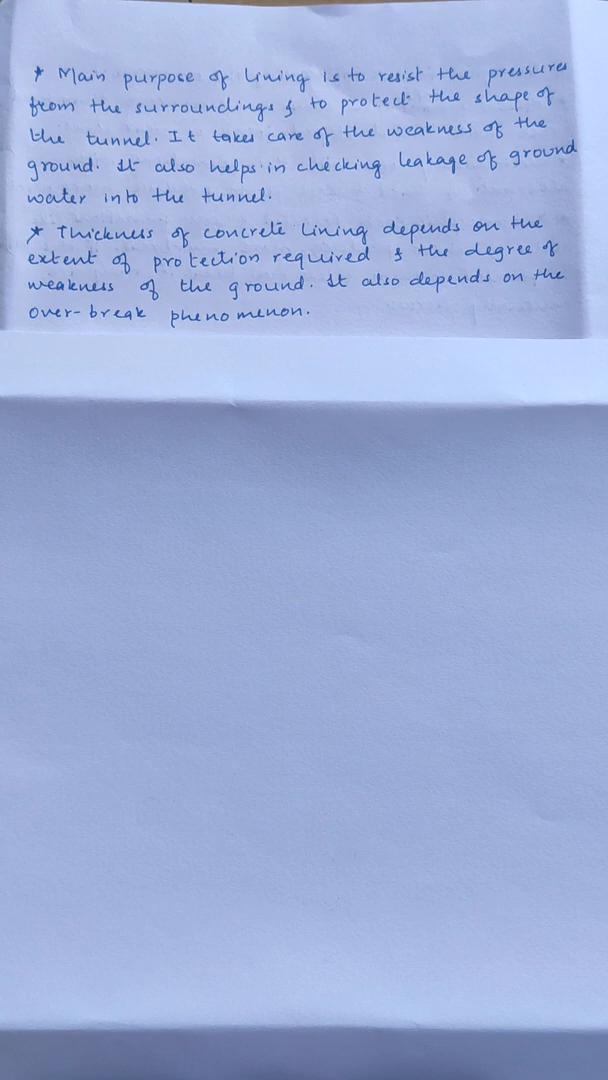 * Main purpose of lining is to resist the pressures
from the surroundings & to protect the shape of
the tunnel. It takes care of the weakness of the
ground. It also helps in checking leakage of ground
water into the tunnel.
* Thickness of concrete lining depends on the
extent of protection required & the degree of
weakness of the ground. It also depends on the
over-break phenomenon.